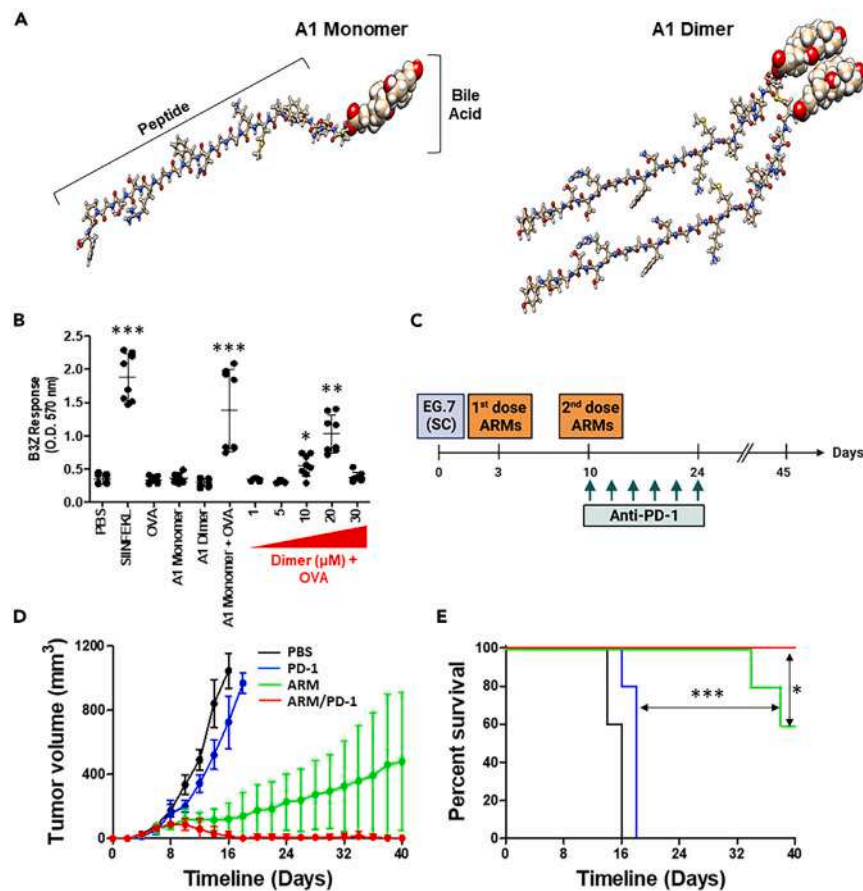 A
A1 Monomer
A1 Dimer
Peptide
Bile
Acid
B
B3Z Response
(O.D. 570 nm)
2.5
2.0
1.5
1.0
0.5
0.0
***
***
*
**
PBS
SIINFEKL
OVA
A1 Monomer
A1 Dimer
A1 Monomer + OVA
1
5
10
20
30
Dimer (µM) +
OVA
C
EG.7
(SC)
1st dose
ARMs
2nd dose
ARMs
Days
0
3
10
24
45
Anti-PD-1
D
Tumor volume (mm3)
1200
800
400
0
PBS
PD-1
ARM
ARM/PD-1
0 8 16 24 32 40
Timeline (Days)
E
Percent survival
100
80
60
40
20
0
***
*
0 8 16 24 32 40
Timeline (Days)